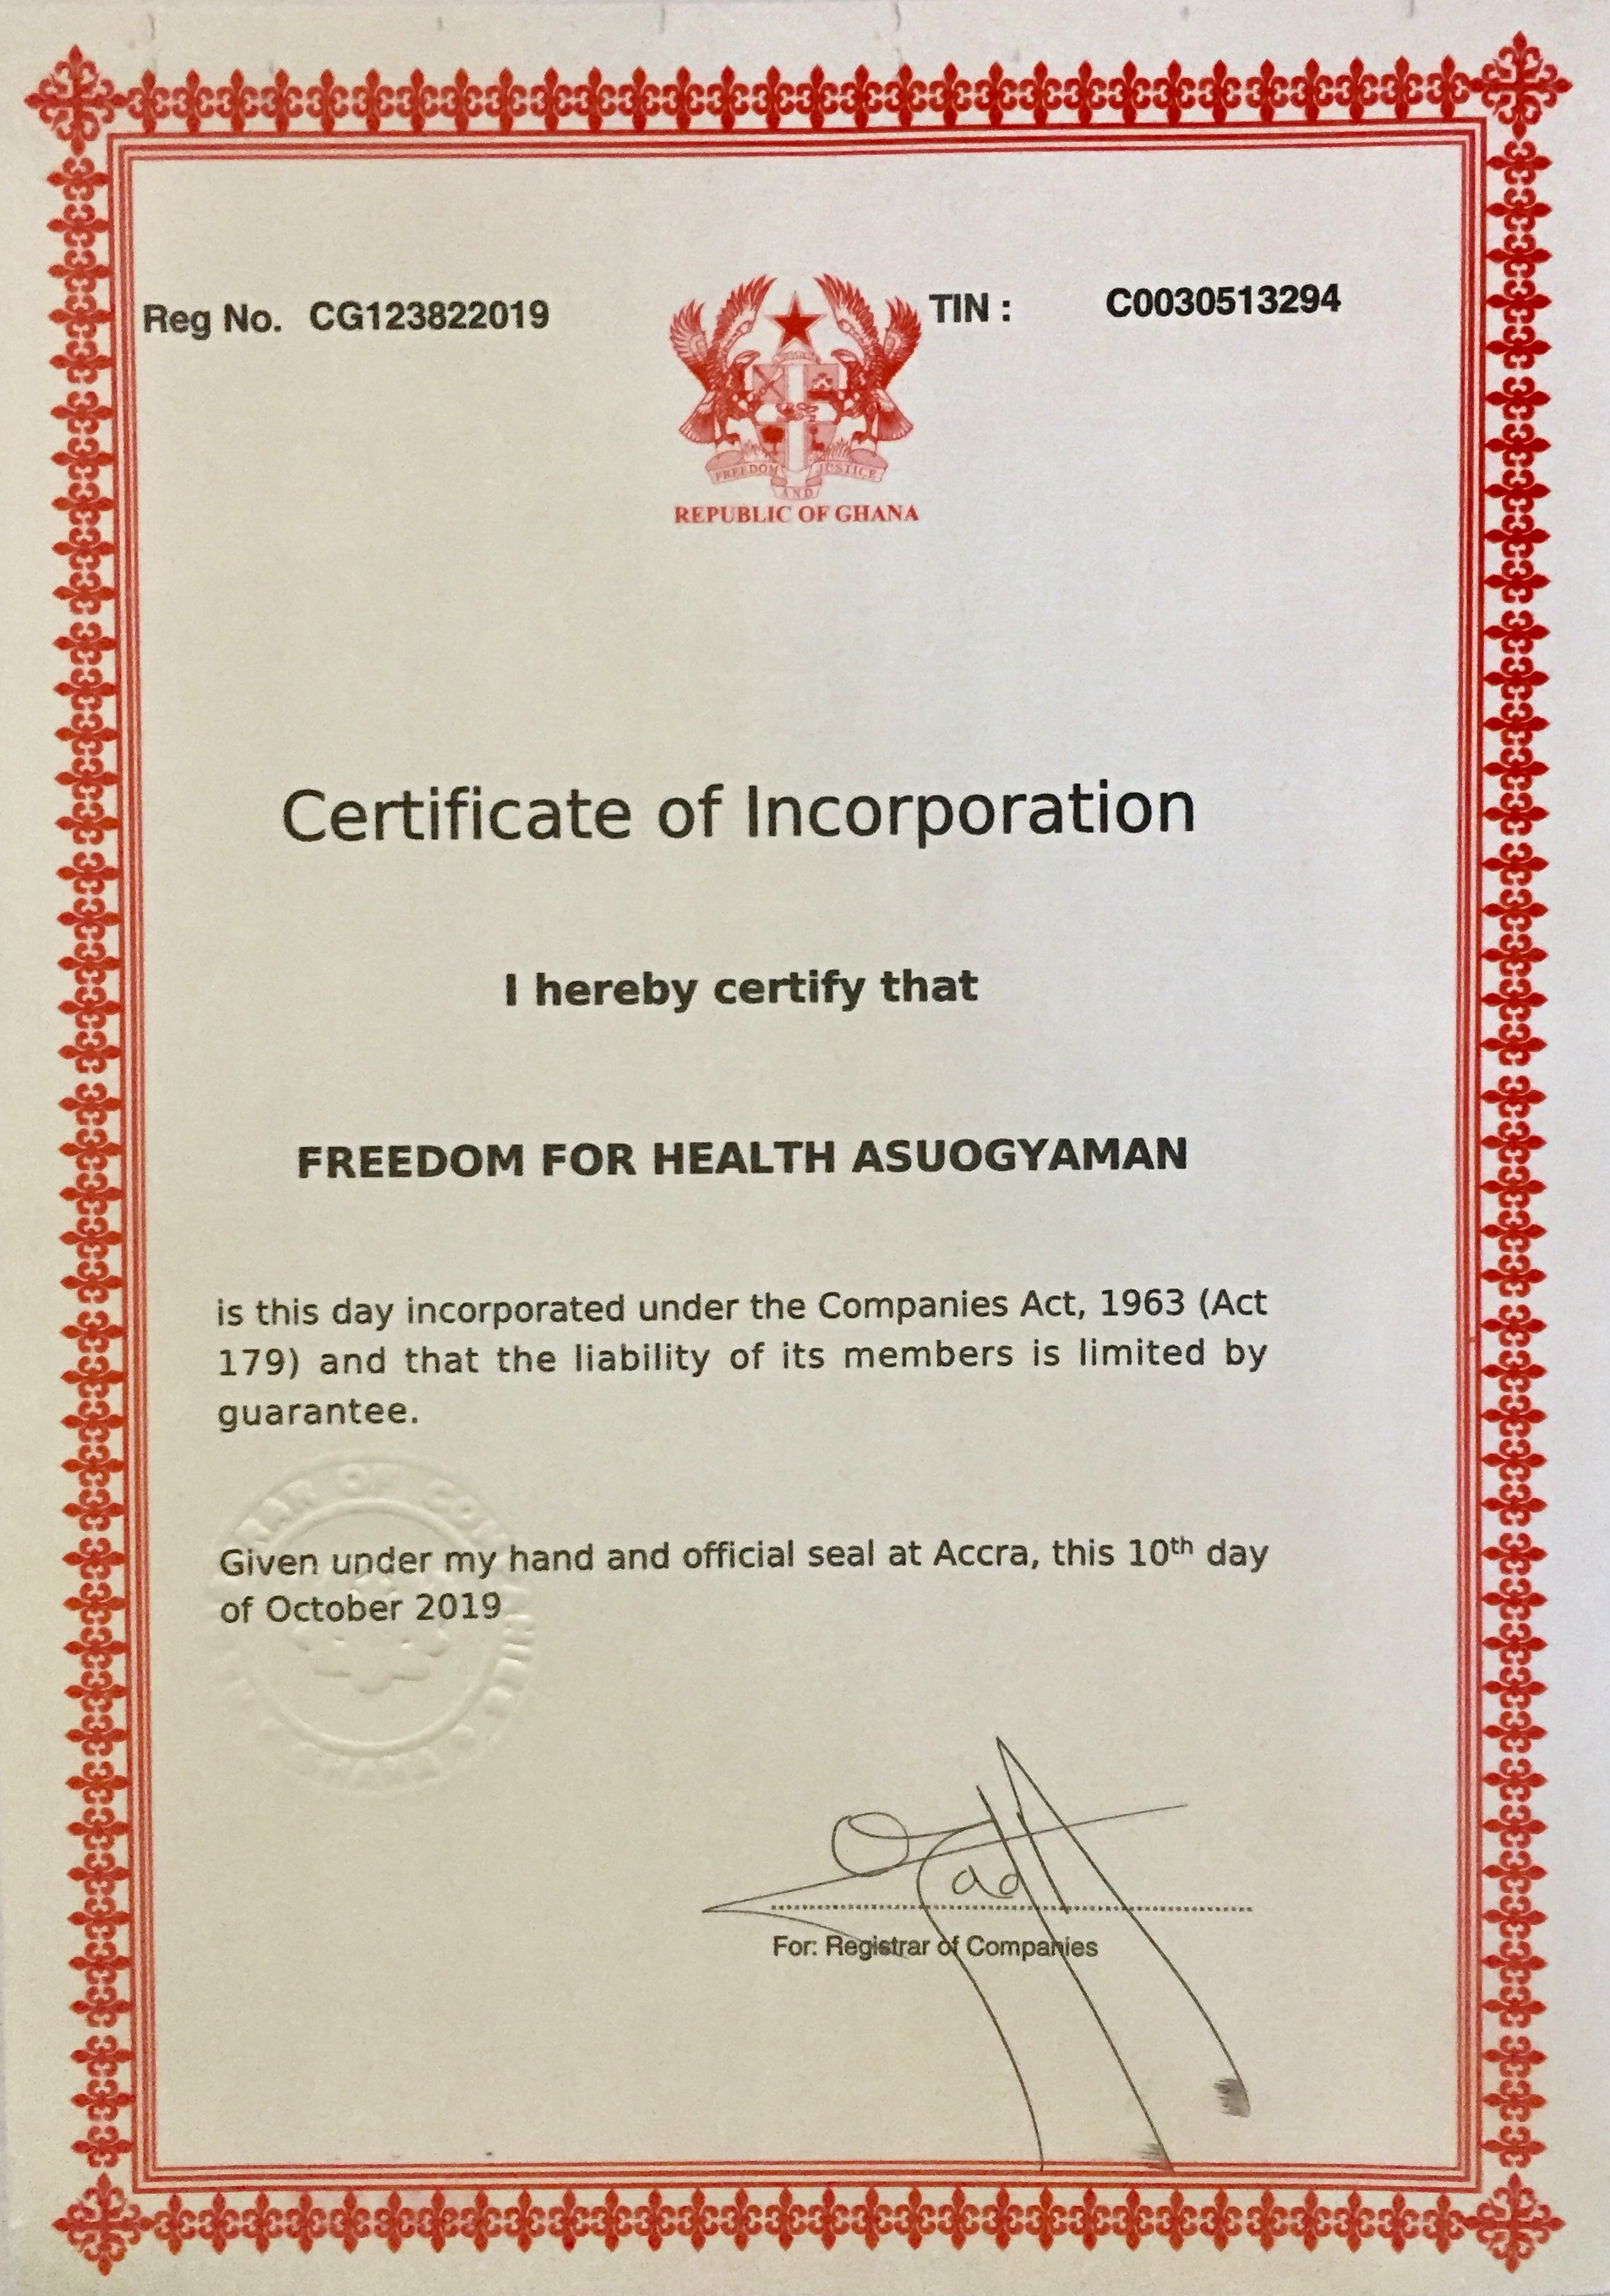 Reg No. CG123822019
TIN : C0030513294
FREEDOM JUSTICE
AND
REPUBLIC OF GHANA
Certificate of Incorporation
I hereby certify that
FREEDOM FOR HEALTH ASUOGYAMAN
is this day incorporated under the Companies Act, 1963 (Act
179) and that the liability of its members is limited by
guarantee.
Given under my hand and official seal at Accra, this 10th day
of October 2019
For: Registrar of Companies